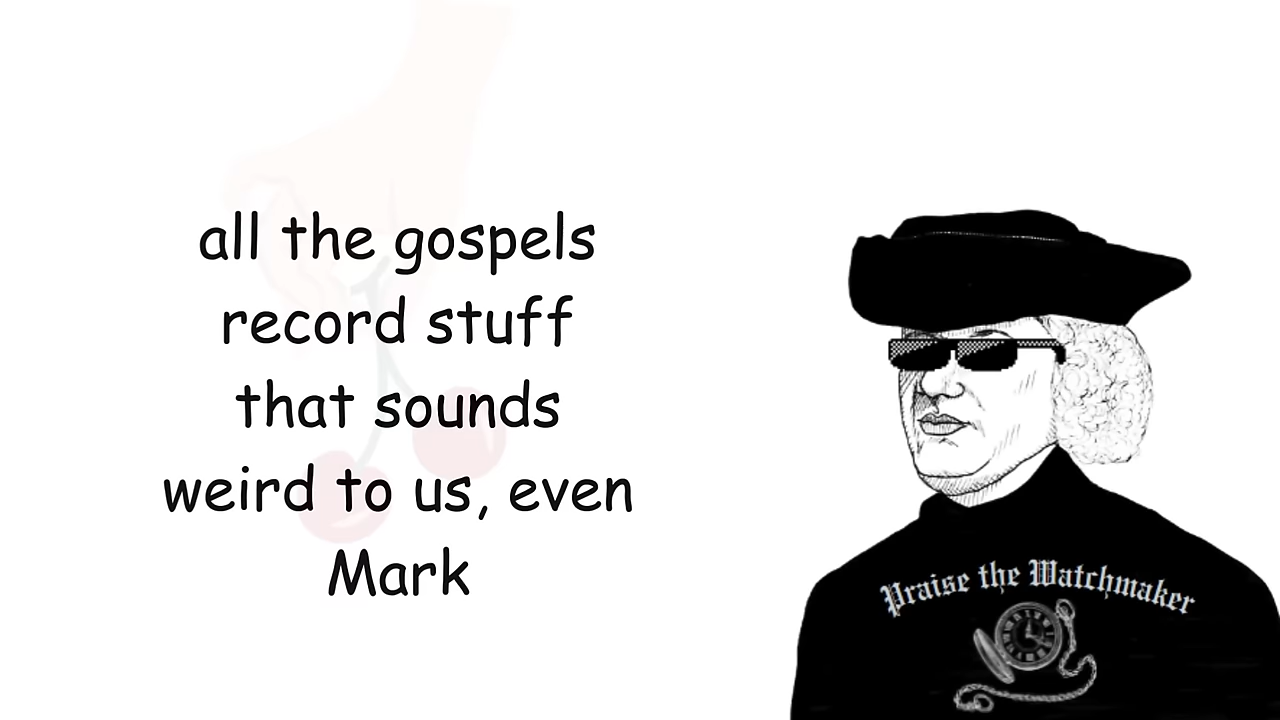 all the gospels
record stuff
that sounds
weird to us, even
Mark
Praise the Watchmaker